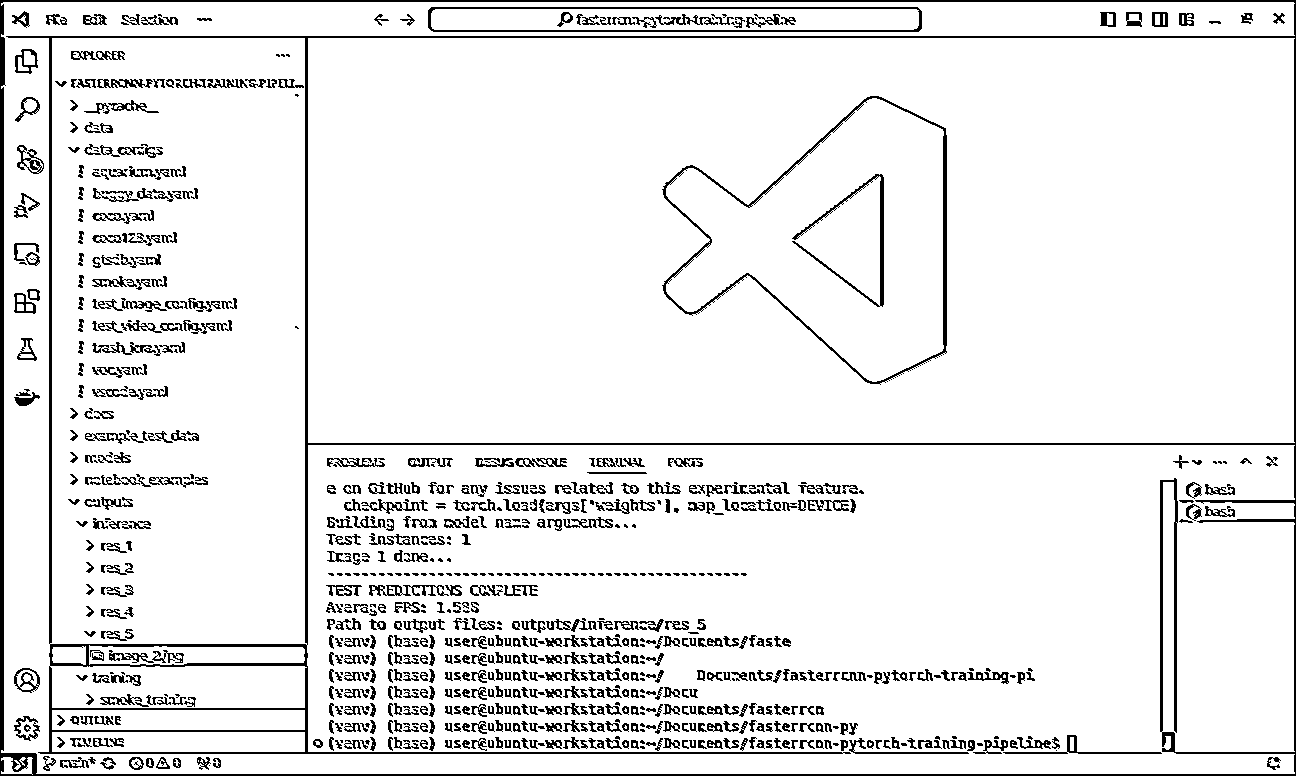 File Edit Selection ···
fasterrcnn-pytorch-training-pipeline
EXPLORER ···
FASTERRCNN-PYTORCH-TRAINING-PIPELI...
__pycache__
data
data_configs
aquarium.yaml
buggy_data.yaml
coco.yaml
coco128.yaml
gtsdb.yaml
smoke.yaml
test_image_config.yaml
test_video_config.yaml
trash_icra.yaml
voc.yaml
vscode.yaml
docs
example_test_data
models
notebook_examples
outputs
inference
res_1
res_2
res_3
res_4
res_5
image_2.jpg
training
smoke_training
OUTLINE
TIMELINE
PROBLEMS OUTPUT DEBUG CONSOLE TERMINAL PORTS
e on GitHub for any issues related to this experimental feature.
checkpoint = torch.load(args['weights'], map_location=DEVICE)
Building from model name arguments...
Test instances: 1
Image 1 done...
--------------------------------------------------
TEST PREDICTIONS COMPLETE
Average FPS:
Path to output files: outputs/inference/res_5
(venv) (base) user@ubuntu-workstation:~/Documents/faste
(venv) (base) user@ubuntu-workstation:~/
(venv) (base) user@ubuntu-workstation:~/ Documents/fasterrcnn-pytorch-training-pi
(venv) (base) user@ubuntu-workstation:~/Docu
(venv) (base) user@ubuntu-workstation:~/Documents/fasterrcn
(venv) (base) user@ubuntu-workstation:~/Documents/fasterrcnn-py
(venv) (base) user@ubuntu-workstation:~/Documents/fasterrcnn-pytorch-training-pipeline$
bash
bash
main* 0 0 0